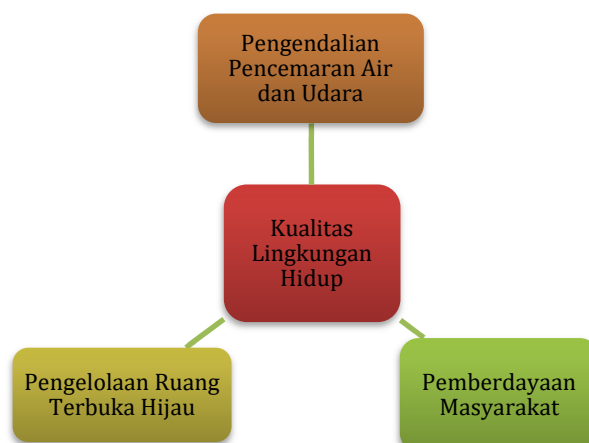 Pengendalian
Pencemaran Air
dan Udara
Kualitas
Lingkungan
Hidup
Pengelolaan Ruang
Terbuka Hijau
Pemberdayaan
Masyarakat